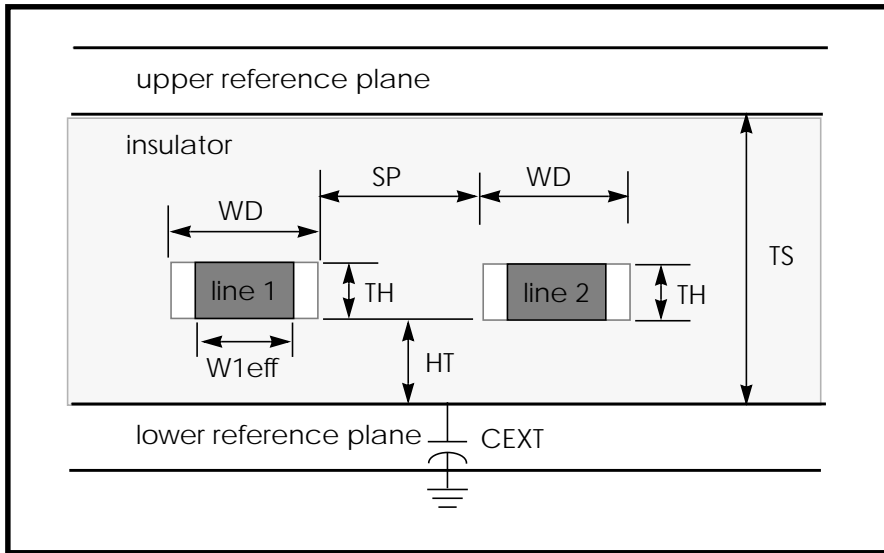 upper reference plane
insulator
SP
WD
WD
TS
line 1
TH
line 2
TH
W1eff
HT
lower reference plane
CEXT